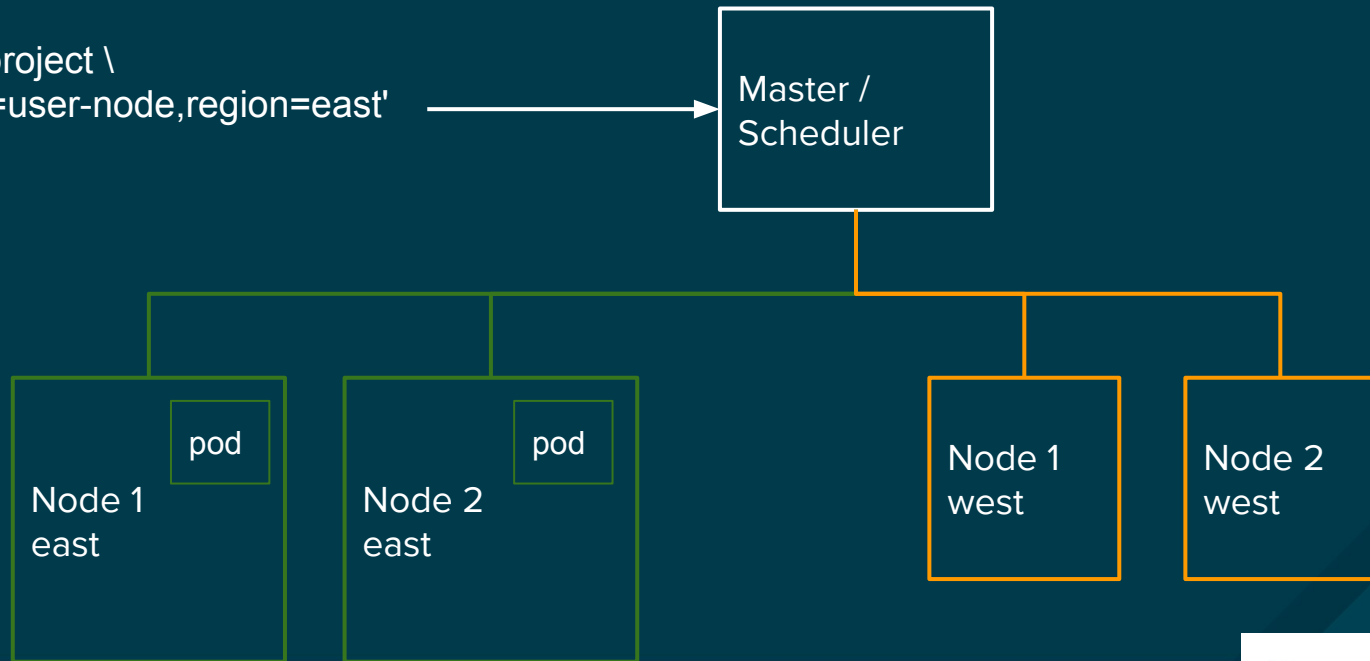 roject \
=user-node,region=east'
Master /
Scheduler
pod
pod
Node 1
east
Node 2
east
Node 1
west
Node 2
west